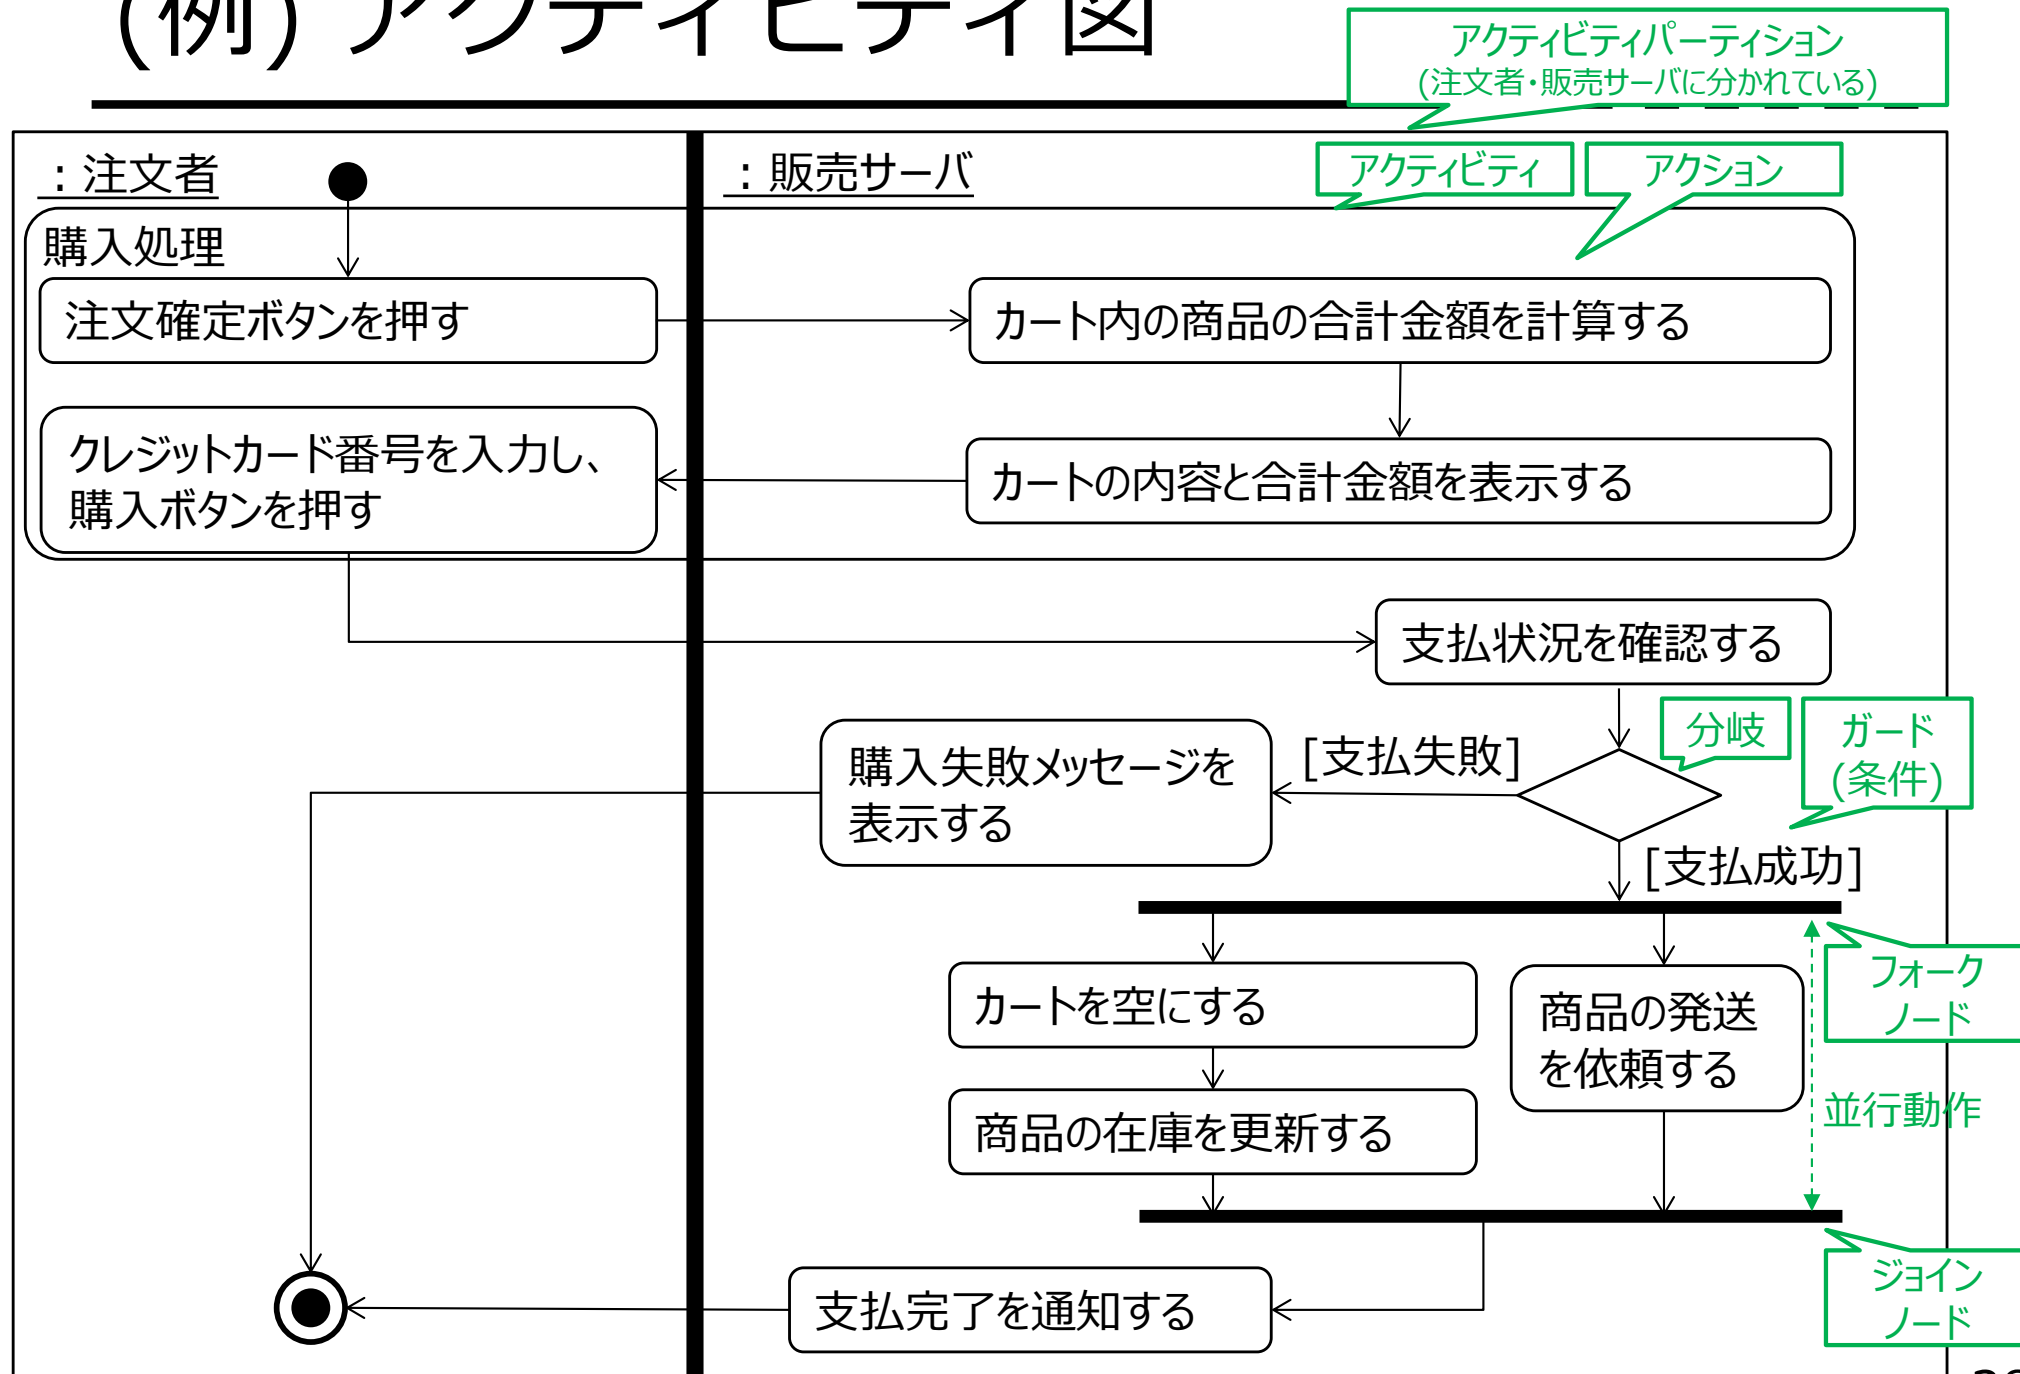 (例) アクティビティ図
アクティビティパーティション
(注文者・販売サーバに分かれている)
：注文者
：販売サーバ
アクティビティ
アクション
購入処理
注文確定ボタンを押す
カート内の商品の合計金額を計算する
クレジットカード番号を入力し、
購入ボタンを押す
カートの内容と合計金額を表示する
支払状況を確認する
分岐
ガード
(条件)
[支払失敗]
購入失敗メッセージを
表示する
[支払成功]
フォーク
ノード
カートを空にする
商品の発送
を依頼する
並行動作
商品の在庫を更新する
ジョイン
ノード
支払完了を通知する